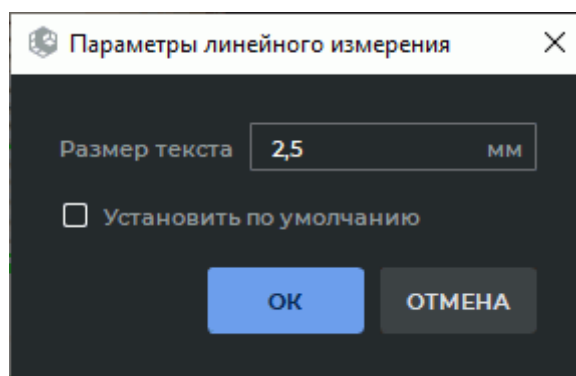 Параметры линейного измерения
Размер текста 2,5 мм
Установить по умолчанию
ОК ОТМЕНА